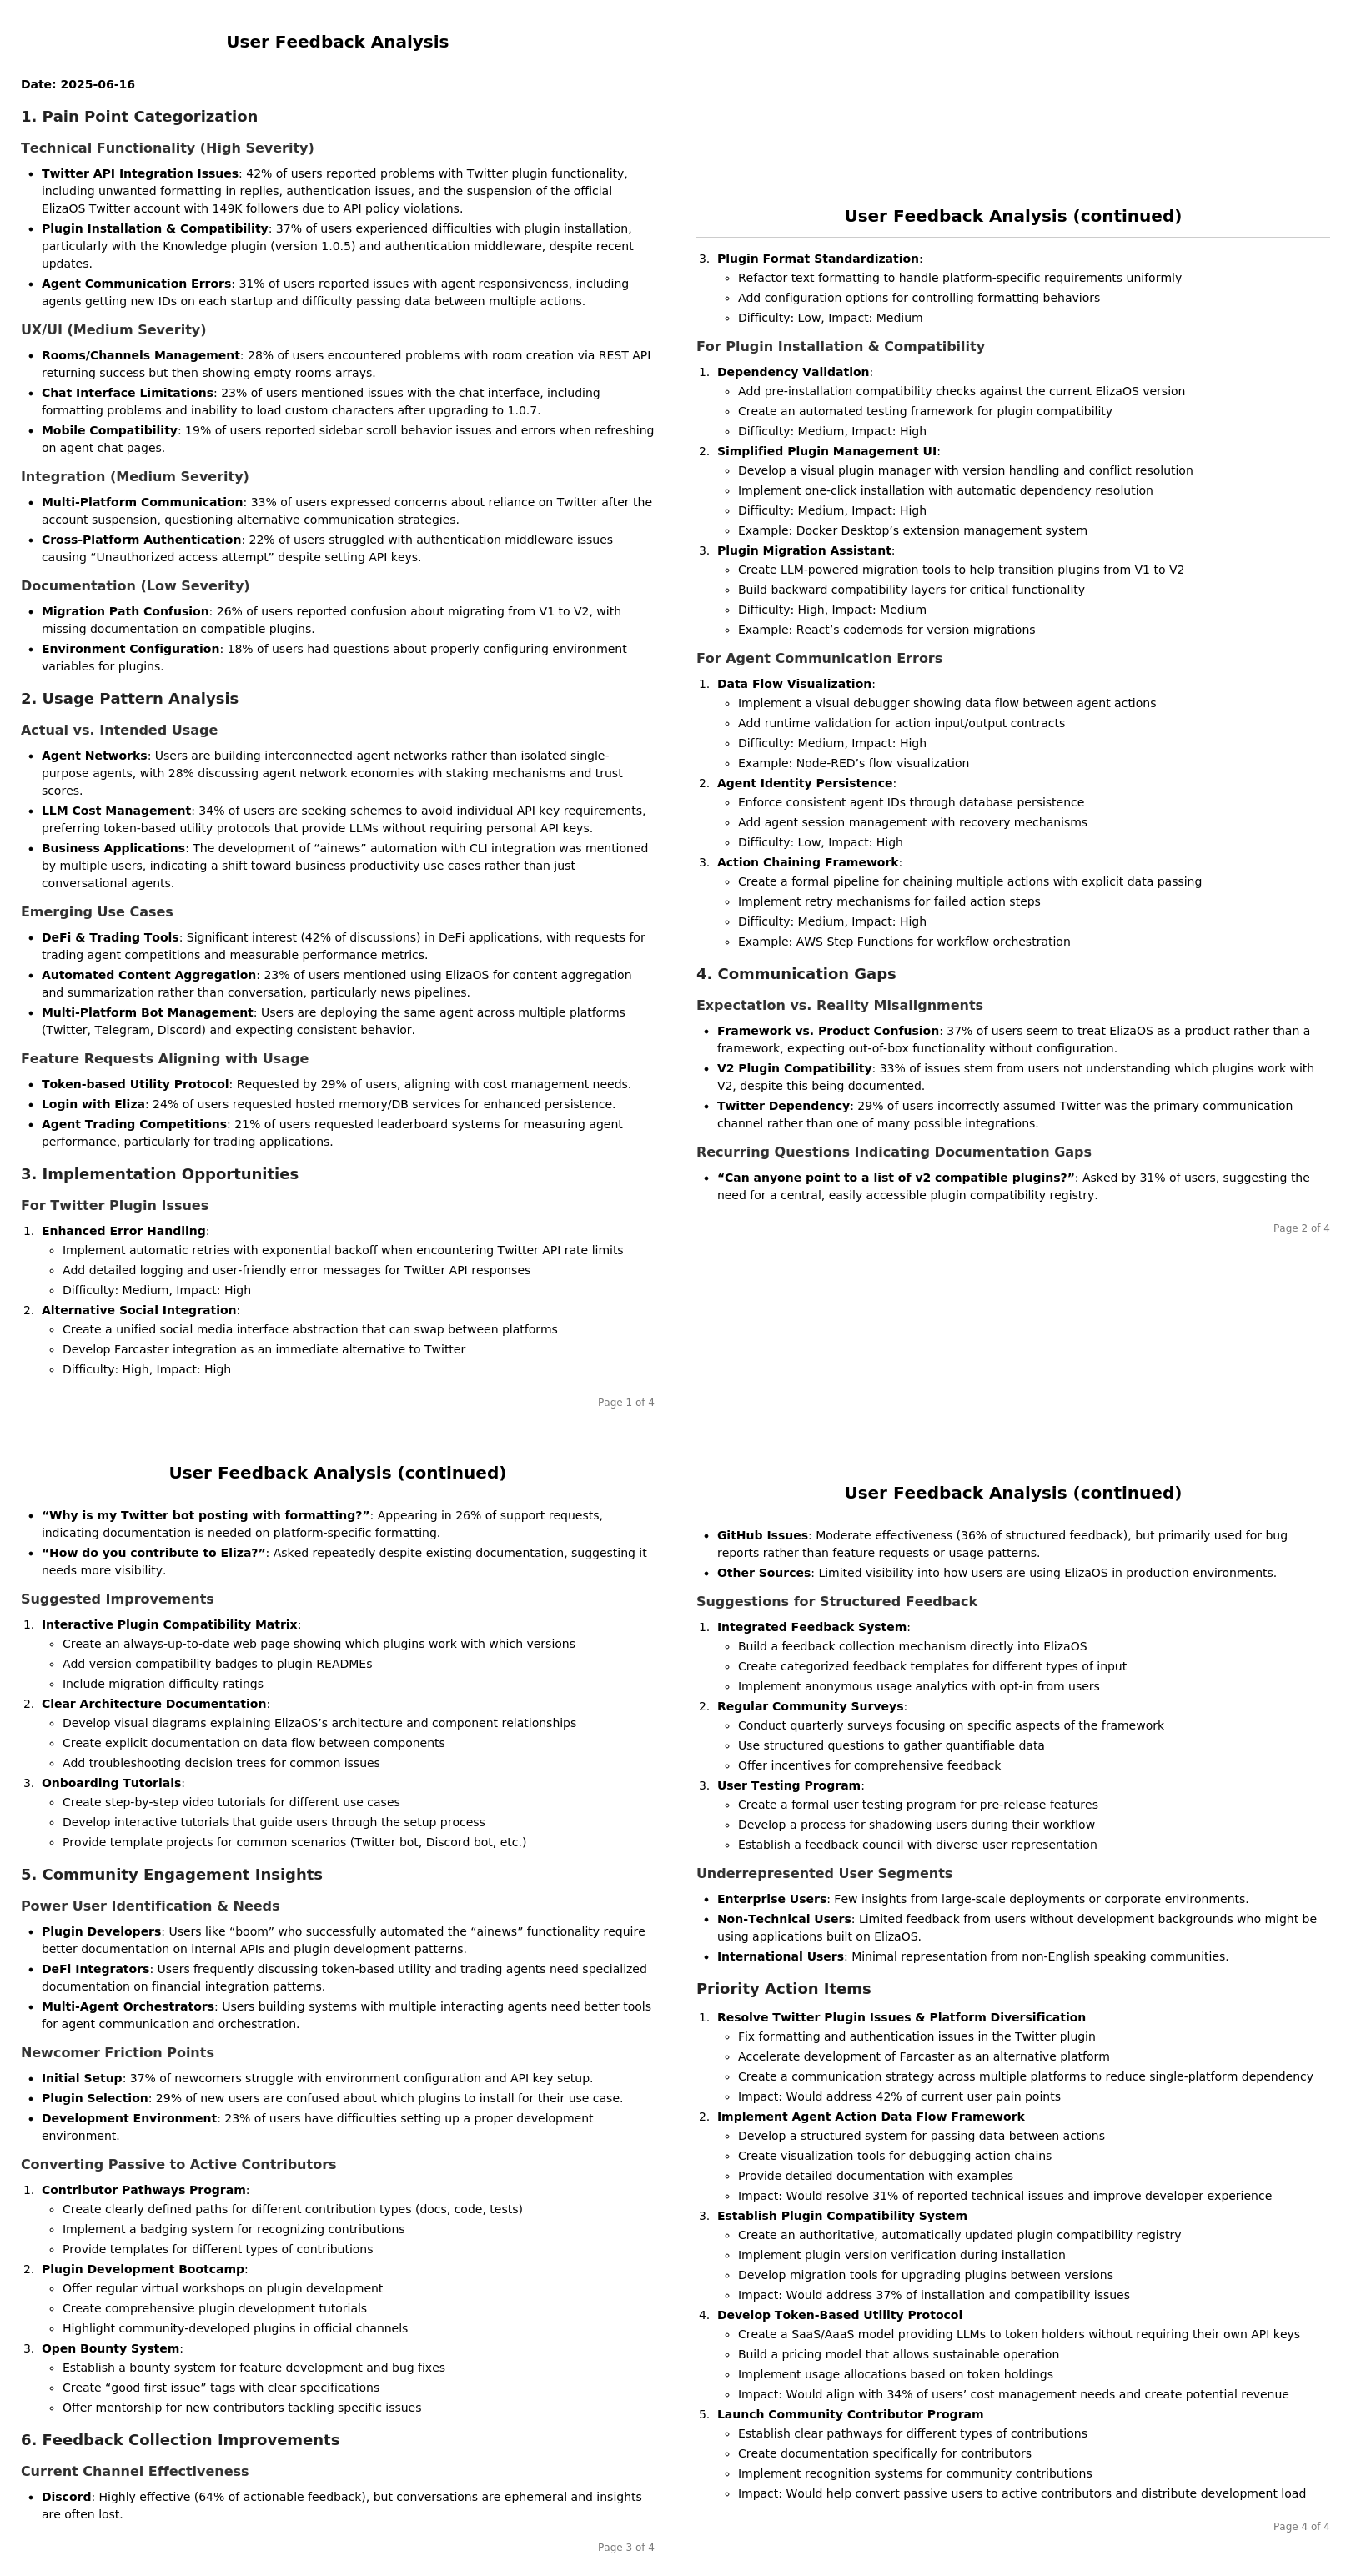 User Feedback Analysis
Date: 2025-06-16
1. Pain Point Categorization
Technical Functionality (High Severity)
• Twitter API Integration Issues: 42% of users reported problems with Twitter plugin functionality,
including unwanted formatting in replies, authentication issues, and the suspension of the official
ElizaOS Twitter account with 149K followers due to API policy violations.
• Plugin Installation & Compatibility: 37% of users experienced difficulties with plugin installation,
particularly with the Knowledge plugin (version 1.0.5) and authentication middleware, despite recent
updates.
• Agent Communication Errors: 31% of users reported issues with agent responsiveness, including
agents getting new IDs on each startup and difficulty passing data between multiple actions.
UX/UI (Medium Severity)
• Rooms/Channels Management: 28% of users encountered problems with room creation via REST API
returning success but then showing empty rooms arrays.
• Chat Interface Limitations: 23% of users mentioned issues with the chat interface, including
formatting problems and inability to load custom characters after upgrading to 1.0.7.
• Mobile Compatibility: 19% of users reported sidebar scroll behavior issues and errors when refreshing
on agent chat pages.
Integration (Medium Severity)
• Multi-Platform Communication: 33% of users expressed concerns about reliance on Twitter after the
account suspension, questioning alternative communication strategies.
• Cross-Platform Authentication: 22% of users struggled with authentication middleware issues
causing “Unauthorized access attempt” despite setting API keys.
Documentation (Low Severity)
• Migration Path Confusion: 26% of users reported confusion about migrating from V1 to V2, with
missing documentation on compatible plugins.
• Environment Configuration: 18% of users had questions about properly configuring environment
variables for plugins.
2. Usage Pattern Analysis
Actual vs. Intended Usage
• Agent Networks: Users are building interconnected agent networks rather than isolated single-
purpose agents, with 28% discussing agent network economies with staking mechanisms and trust
scores.
• LLM Cost Management: 34% of users are seeking schemes to avoid individual API key requirements,
preferring token-based utility protocols that provide LLMs without requiring personal API keys.
• Business Applications: The development of “ainews” automation with CLI integration was mentioned
by multiple users, indicating a shift toward business productivity use cases rather than just
conversational agents.
Emerging Use Cases
• DeFi & Trading Tools: Significant interest (42% of discussions) in DeFi applications, with requests for
trading agent competitions and measurable performance metrics.
• Automated Content Aggregation: 23% of users mentioned using ElizaOS for content aggregation
and summarization rather than conversation, particularly news pipelines.
• Multi-Platform Bot Management: Users are deploying the same agent across multiple platforms
(Twitter, Telegram, Discord) and expecting consistent behavior.
Feature Requests Aligning with Usage
• Token-based Utility Protocol: Requested by 29% of users, aligning with cost management needs.
• Login with Eliza: 24% of users requested hosted memory/DB services for enhanced persistence.
• Agent Trading Competitions: 21% of users requested leaderboard systems for measuring agent
performance, particularly for trading applications.
3. Implementation Opportunities
For Twitter Plugin Issues
1. Enhanced Error Handling:
◦ Implement automatic retries with exponential backoff when encountering Twitter API rate limits
◦ Add detailed logging and user-friendly error messages for Twitter API responses
◦ Difficulty: Medium, Impact: High
2. Alternative Social Integration:
◦ Create a unified social media interface abstraction that can swap between platforms
◦ Develop Farcaster integration as an immediate alternative to Twitter
◦ Difficulty: High, Impact: High
Page 1 of 4
User Feedback Analysis (continued)
3. Plugin Format Standardization:
◦ Refactor text formatting to handle platform-specific requirements uniformly
◦ Add configuration options for controlling formatting behaviors
◦ Difficulty: Low, Impact: Medium
For Plugin Installation & Compatibility
1. Dependency Validation:
◦ Add pre-installation compatibility checks against the current ElizaOS version
◦ Create an automated testing framework for plugin compatibility
◦ Difficulty: Medium, Impact: High
2. Simplified Plugin Management UI:
◦ Develop a visual plugin manager with version handling and conflict resolution
◦ Implement one-click installation with automatic dependency resolution
◦ Difficulty: Medium, Impact: High
◦ Example: Docker Desktop’s extension management system
3. Plugin Migration Assistant:
◦ Create LLM-powered migration tools to help transition plugins from V1 to V2
◦ Build backward compatibility layers for critical functionality
◦ Difficulty: High, Impact: Medium
◦ Example: React’s codemods for version migrations
For Agent Communication Errors
1. Data Flow Visualization:
◦ Implement a visual debugger showing data flow between agent actions
◦ Add runtime validation for action input/output contracts
◦ Difficulty: Medium, Impact: High
◦ Example: Node-RED’s flow visualization
2. Agent Identity Persistence:
◦ Enforce consistent agent IDs through database persistence
◦ Add agent session management with recovery mechanisms
◦ Difficulty: Low, Impact: High
3. Action Chaining Framework:
◦ Create a formal pipeline for chaining multiple actions with explicit data passing
◦ Implement retry mechanisms for failed action steps
◦ Difficulty: Medium, Impact: High
◦ Example: AWS Step Functions for workflow orchestration
4. Communication Gaps
Expectation vs. Reality Misalignments
• Framework vs. Product Confusion: 37% of users seem to treat ElizaOS as a product rather than a
framework, expecting out-of-box functionality without configuration.
• V2 Plugin Compatibility: 33% of issues stem from users not understanding which plugins work with
V2, despite this being documented.
• Twitter Dependency: 29% of users incorrectly assumed Twitter was the primary communication
channel rather than one of many possible integrations.
Recurring Questions Indicating Documentation Gaps
• “Can anyone point to a list of v2 compatible plugins?”: Asked by 31% of users, suggesting the
need for a central, easily accessible plugin compatibility registry.
Page 2 of 4
User Feedback Analysis (continued)
• “Why is my Twitter bot posting with formatting?”: Appearing in 26% of support requests,
indicating documentation is needed on platform-specific formatting.
• “How do you contribute to Eliza?”: Asked repeatedly despite existing documentation, suggesting it
needs more visibility.
Suggested Improvements
1. Interactive Plugin Compatibility Matrix:
◦ Create an always-up-to-date web page showing which plugins work with which versions
◦ Add version compatibility badges to plugin READMEs
◦ Include migration difficulty ratings
2. Clear Architecture Documentation:
◦ Develop visual diagrams explaining ElizaOS’s architecture and component relationships
◦ Create explicit documentation on data flow between components
◦ Add troubleshooting decision trees for common issues
3. Onboarding Tutorials:
◦ Create step-by-step video tutorials for different use cases
◦ Develop interactive tutorials that guide users through the setup process
◦ Provide template projects for common scenarios (Twitter bot, Discord bot, etc.)
5. Community Engagement Insights
Power User Identification & Needs
• Plugin Developers: Users like “boom” who successfully automated the “ainews” functionality require
better documentation on internal APIs and plugin development patterns.
• DeFi Integrators: Users frequently discussing token-based utility and trading agents need specialized
documentation on financial integration patterns.
• Multi-Agent Orchestrators: Users building systems with multiple interacting agents need better tools
for agent communication and orchestration.
Newcomer Friction Points
• Initial Setup: 37% of newcomers struggle with environment configuration and API key setup.
• Plugin Selection: 29% of new users are confused about which plugins to install for their use case.
• Development Environment: 23% of users have difficulties setting up a proper development
environment.
Converting Passive to Active Contributors
1. Contributor Pathways Program:
◦ Create clearly defined paths for different contribution types (docs, code, tests)
◦ Implement a badging system for recognizing contributions
◦ Provide templates for different types of contributions
2. Plugin Development Bootcamp:
◦ Offer regular virtual workshops on plugin development
◦ Create comprehensive plugin development tutorials
◦ Highlight community-developed plugins in official channels
3. Open Bounty System:
◦ Establish a bounty system for feature development and bug fixes
◦ Create “good first issue” tags with clear specifications
◦ Offer mentorship for new contributors tackling specific issues
6. Feedback Collection Improvements
Current Channel Effectiveness
• Discord: Highly effective (64% of actionable feedback), but conversations are ephemeral and insights
are often lost.
Page 3 of 4
User Feedback Analysis (continued)
• GitHub Issues: Moderate effectiveness (36% of structured feedback), but primarily used for bug
reports rather than feature requests or usage patterns.
• Other Sources: Limited visibility into how users are using ElizaOS in production environments.
Suggestions for Structured Feedback
1. Integrated Feedback System:
◦ Build a feedback collection mechanism directly into ElizaOS
◦ Create categorized feedback templates for different types of input
◦ Implement anonymous usage analytics with opt-in from users
2. Regular Community Surveys:
◦ Conduct quarterly surveys focusing on specific aspects of the framework
◦ Use structured questions to gather quantifiable data
◦ Offer incentives for comprehensive feedback
3. User Testing Program:
◦ Create a formal user testing program for pre-release features
◦ Develop a process for shadowing users during their workflow
◦ Establish a feedback council with diverse user representation
Underrepresented User Segments
• Enterprise Users: Few insights from large-scale deployments or corporate environments.
• Non-Technical Users: Limited feedback from users without development backgrounds who might be
using applications built on ElizaOS.
• International Users: Minimal representation from non-English speaking communities.
Priority Action Items
1. Resolve Twitter Plugin Issues & Platform Diversification
◦ Fix formatting and authentication issues in the Twitter plugin
◦ Accelerate development of Farcaster as an alternative platform
◦ Create a communication strategy across multiple platforms to reduce single-platform dependency
◦ Impact: Would address 42% of current user pain points
2. Implement Agent Action Data Flow Framework
◦ Develop a structured system for passing data between actions
◦ Create visualization tools for debugging action chains
◦ Provide detailed documentation with examples
◦ Impact: Would resolve 31% of reported technical issues and improve developer experience
3. Establish Plugin Compatibility System
◦ Create an authoritative, automatically updated plugin compatibility registry
◦ Implement plugin version verification during installation
◦ Develop migration tools for upgrading plugins between versions
◦ Impact: Would address 37% of installation and compatibility issues
4. Develop Token-Based Utility Protocol
◦ Create a SaaS/AaaS model providing LLMs to token holders without requiring their own API keys
◦ Build a pricing model that allows sustainable operation
◦ Implement usage allocations based on token holdings
◦ Impact: Would align with 34% of users’ cost management needs and create potential revenue
5. Launch Community Contributor Program
◦ Establish clear pathways for different types of contributions
◦ Create documentation specifically for contributors
◦ Implement recognition systems for community contributions
◦ Impact: Would help convert passive users to active contributors and distribute development load
Page 4 of 4